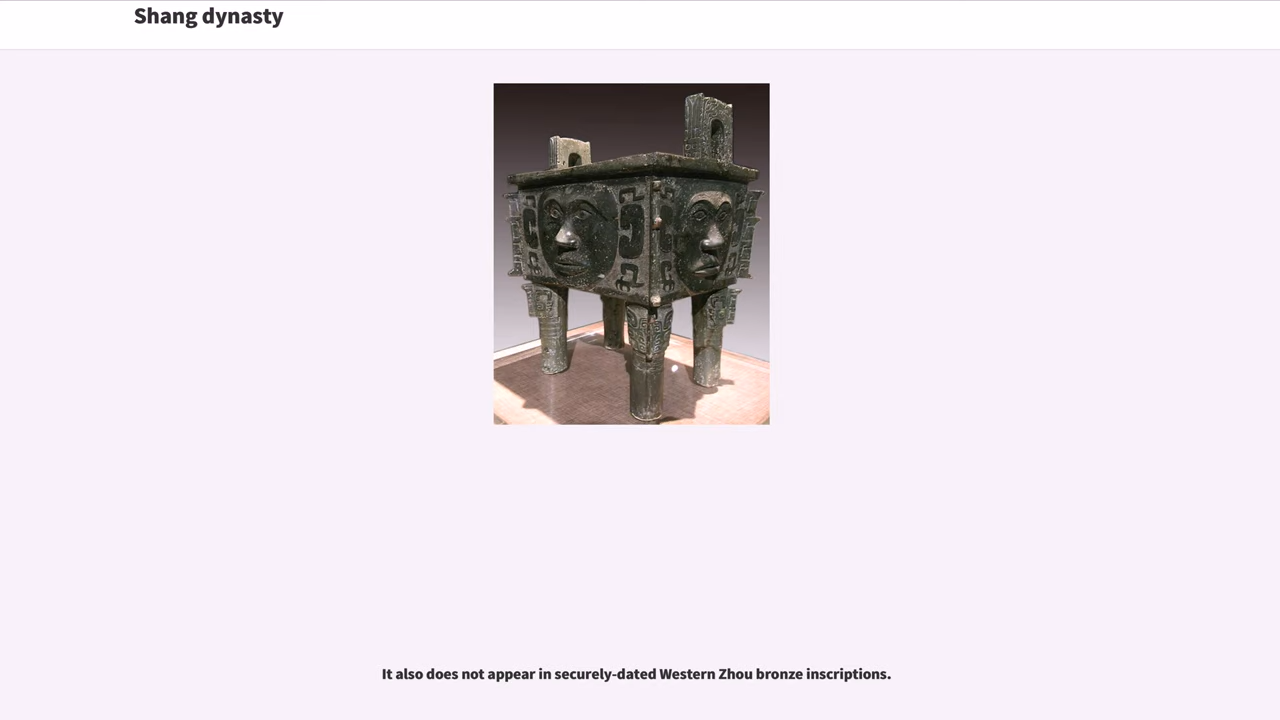 Shang dynasty
It also does not appear in securely-dated Western Zhou bronze inscriptions.